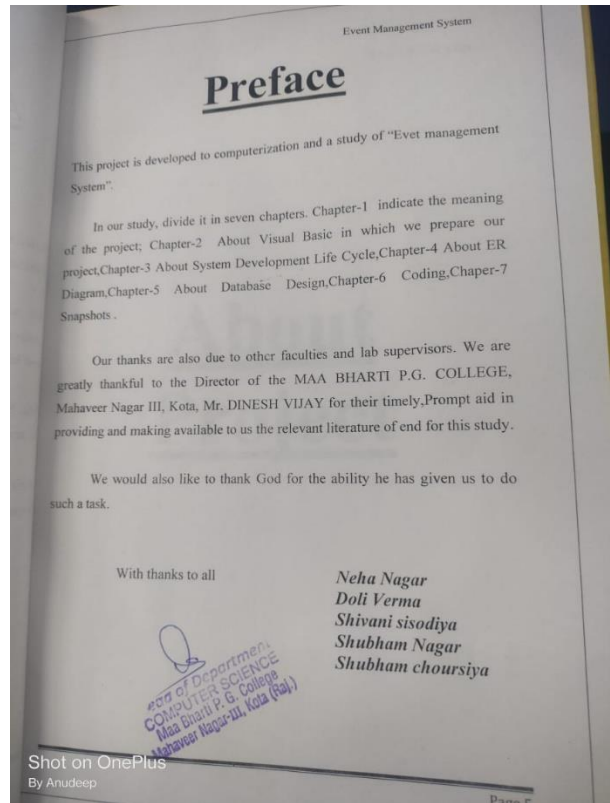 Event Management System
Preface
This project is developed to computerization and a study of “Evet management
System”.
In our study, divide it in seven chapters. Chapter-1 indicate the meaning
of the project; Chapter-2 About Visual Basic in which we prepare our
project,Chapter-3 About System Development Life Cycle,Chapter-4 About ER
Diagram,Chapter-5 About Database Design,Chapter-6 Coding,Chaper-7
Snapshots .
Our thanks are also due to other faculties and lab supervisors. We are
greatly thankful to the Director of the MAA BHARTI P.G. COLLEGE,
Mahaveer Nagar III, Kota, Mr. DINESH VIJAY for their timely,Prompt aid in
providing and making available to us the relevant literature of end for this study.
We would also like to thank God for the ability he has given us to do
such a task.
With thanks to all
Neha Nagar
Doli Verma
Shivani sisodiya
Shubham Nagar
Shubham choursiya
of Department
COMPUTER SCIENCE
Maa Bharti P. G. College
Mahaveer Nagar-III, Kota (Raj.)
Shot on OnePlus
By Anudeep
Page